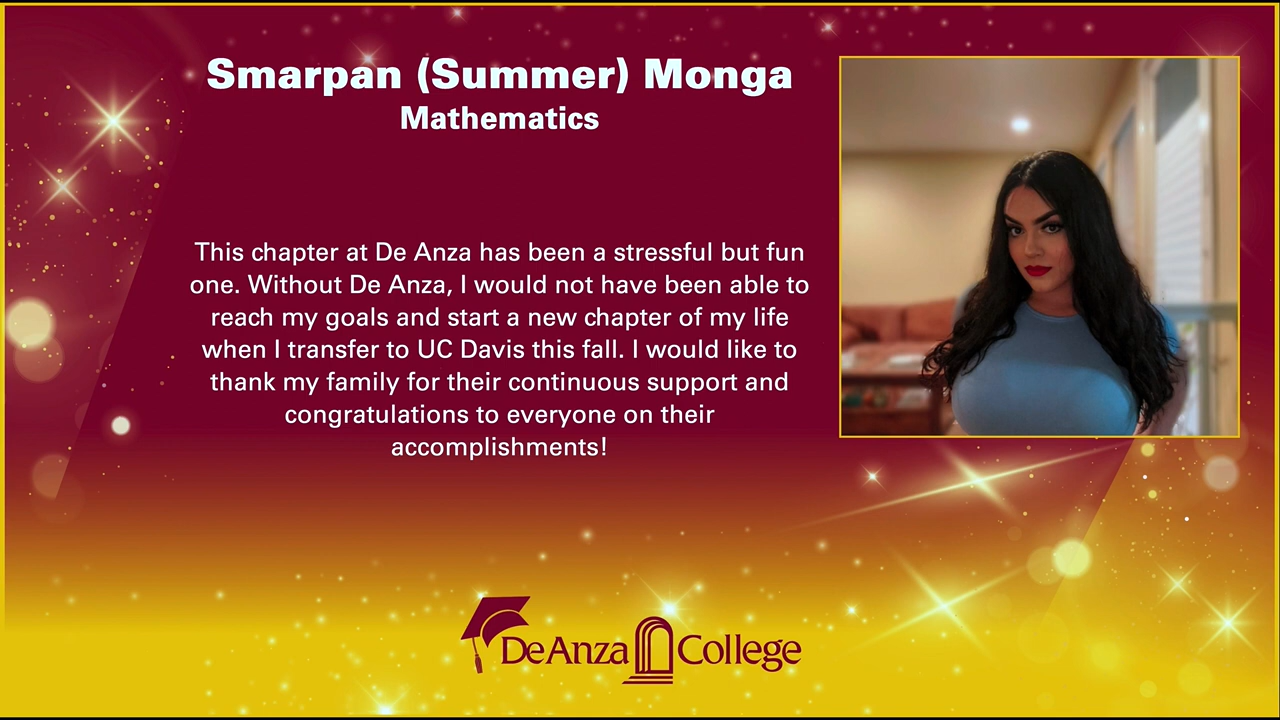 Smarpan (Summer) Monga
Mathematics
This chapter at De Anza has been a stressful but fun
one. Without De Anza, I would not have been able to
reach my goals and start a new chapter of my life
when I transfer to UC Davis this fall. I would like to
thank my family for their continuous support and
congratulations to everyone on their
accomplishments!
DeAnza College